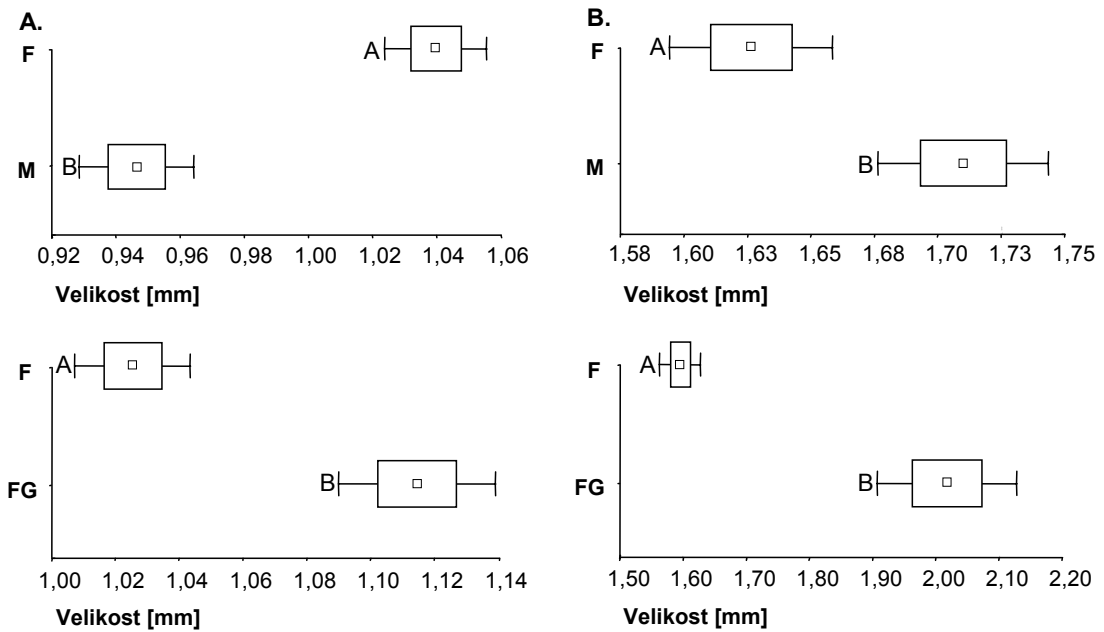 A.
F
A
M
B
0,92 0,94 0,96 0,98 1,00 1,02 1,04 1,06
Velikost [mm]
B.
F
A
M
B
1,58 1,60 1,63 1,65 1,68 1,70 1,73 1,75
Velikost [mm]
F
A
FG
B
1,00 1,02 1,04 1,06 1,08 1,10 1,12 1,14
Velikost [mm]
F
A
FG
B
1,50 1,60 1,70 1,80 1,90 2,00 2,10 2,20
Velikost [mm]